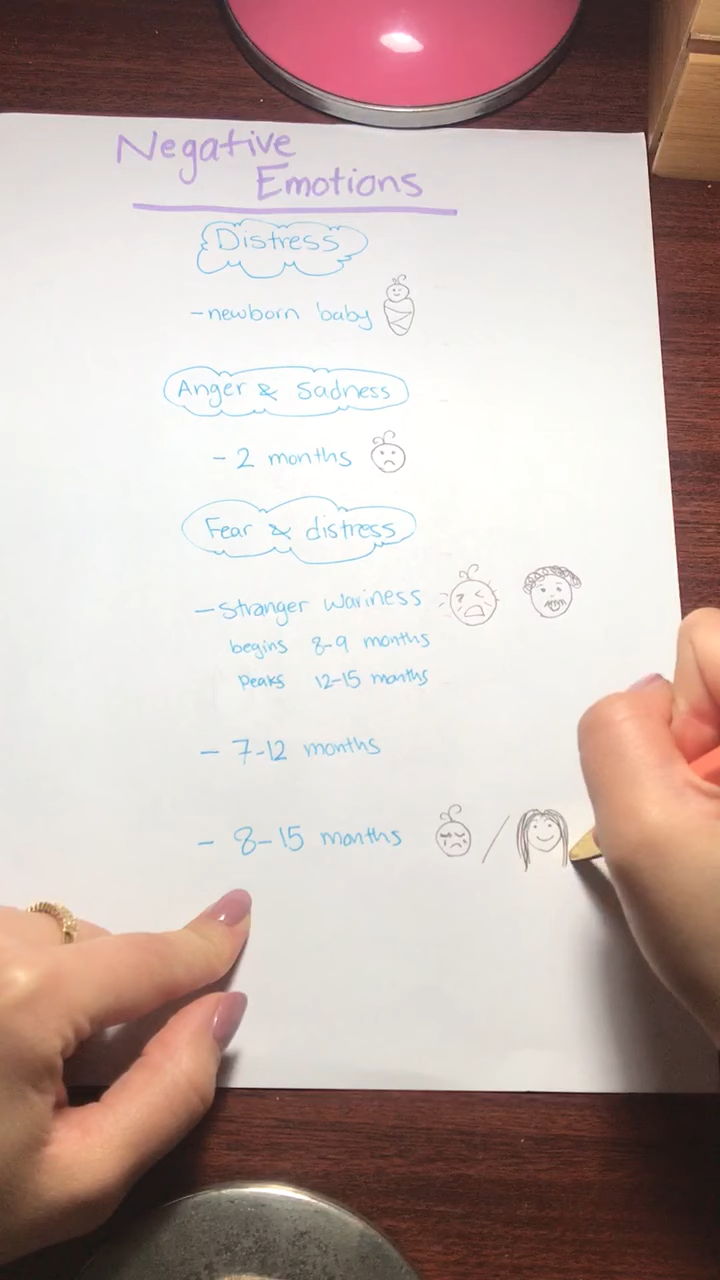 Negative
Emotions
Distress
- newborn baby
Anger & Sadness
- 2 months
Fear & distress
- Stranger wariness
begins 8-9 months
Peaks 12-15 months
- 7-12 months
- 8-15 months